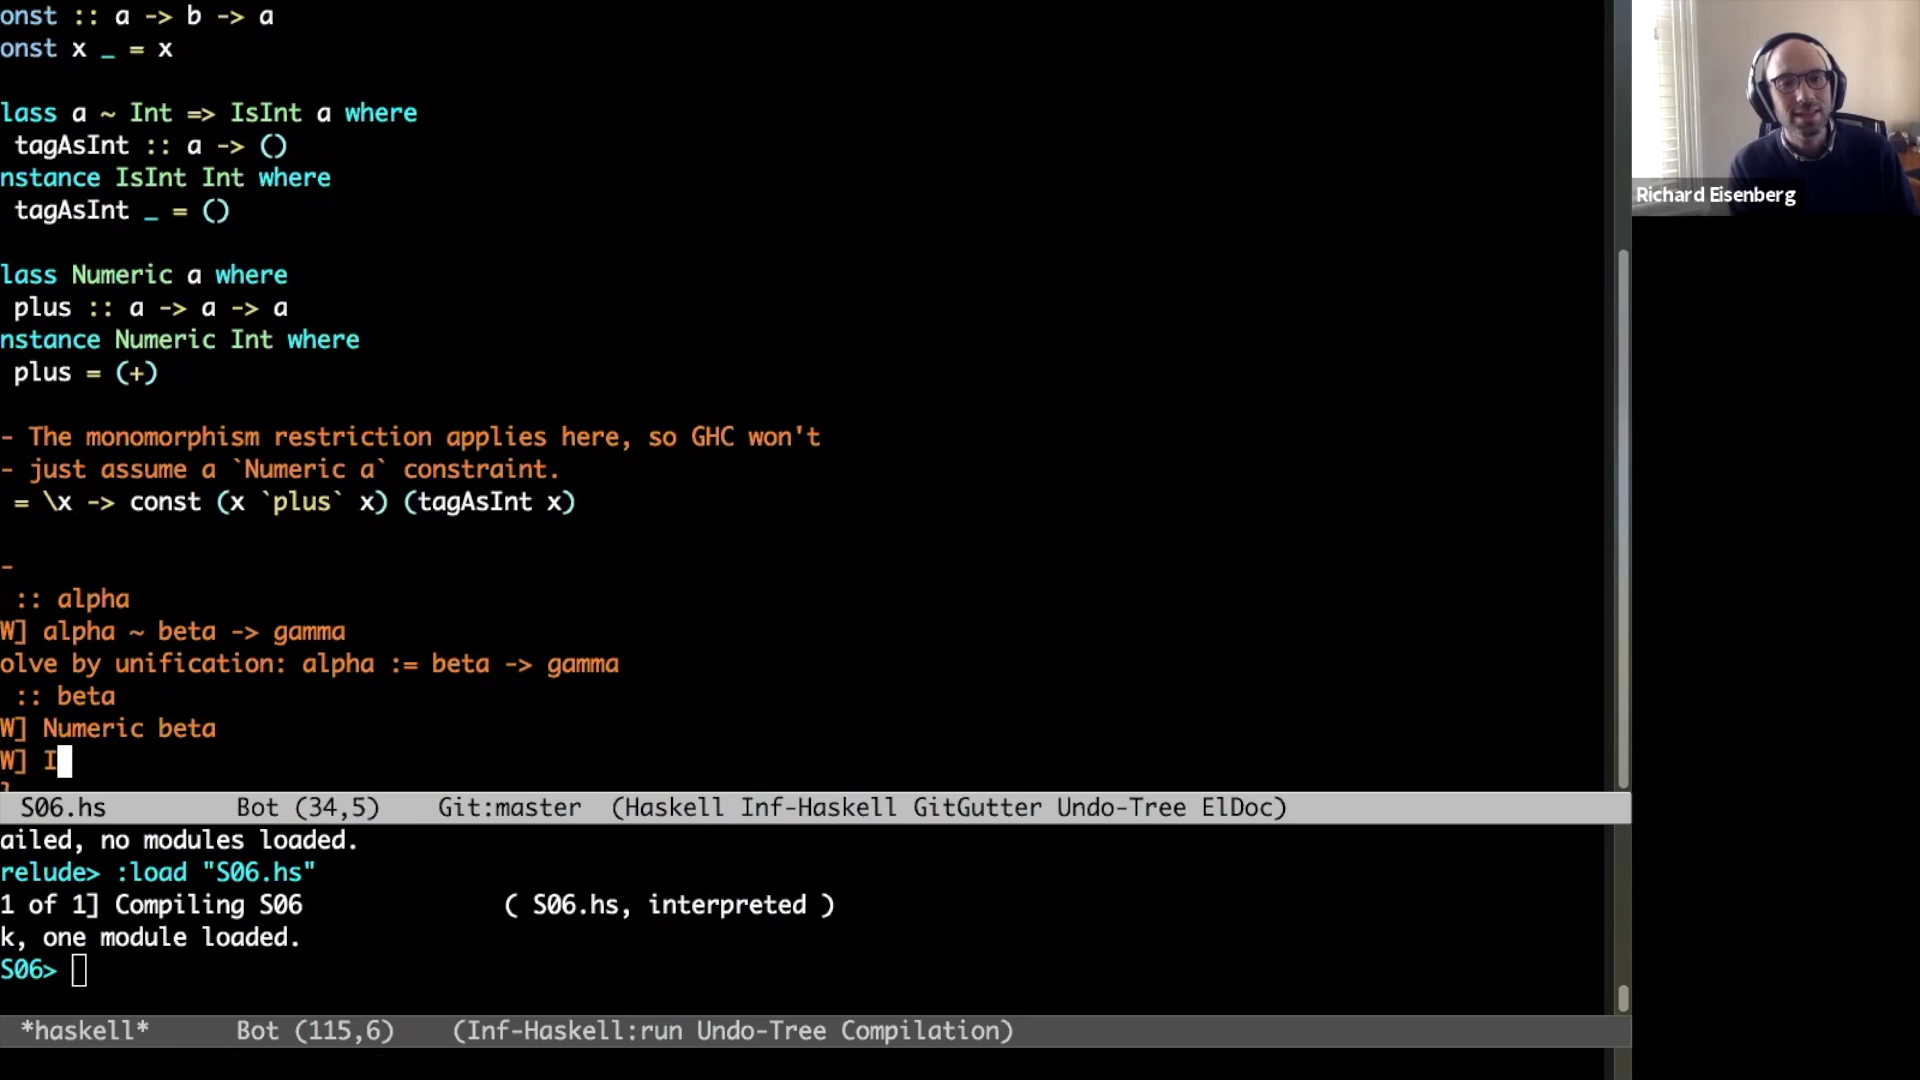 onst :: a -> b -> a
onst x _ = x
lass a ~ Int => IsInt a where
tagAsInt :: a -> ()
nstance IsInt Int where
tagAsInt _ = ()
lass Numeric a where
plus :: a -> a -> a
nstance Numeric Int where
plus = (+)
- The monomorphism restriction applies here, so GHC won't
- just assume a `Numeric a` constraint.
= \x -> const (x `plus` x) (tagAsInt x)
-
:: alpha
W] alpha ~ beta -> gamma
olve by unification: alpha := beta -> gamma
:: beta
W] Numeric beta
W] I
S06.hs Bot (34,5) Git:master (Haskell Inf-Haskell GitGutter Undo-Tree ElDoc)
ailed, no modules loaded.
relude> :load "S06.hs"
1 of 1] Compiling S06 ( S06.hs, interpreted )
k, one module loaded.
S06>
*haskell* Bot (115,6) (Inf-Haskell:run Undo-Tree Compilation)
Richard Eisenberg